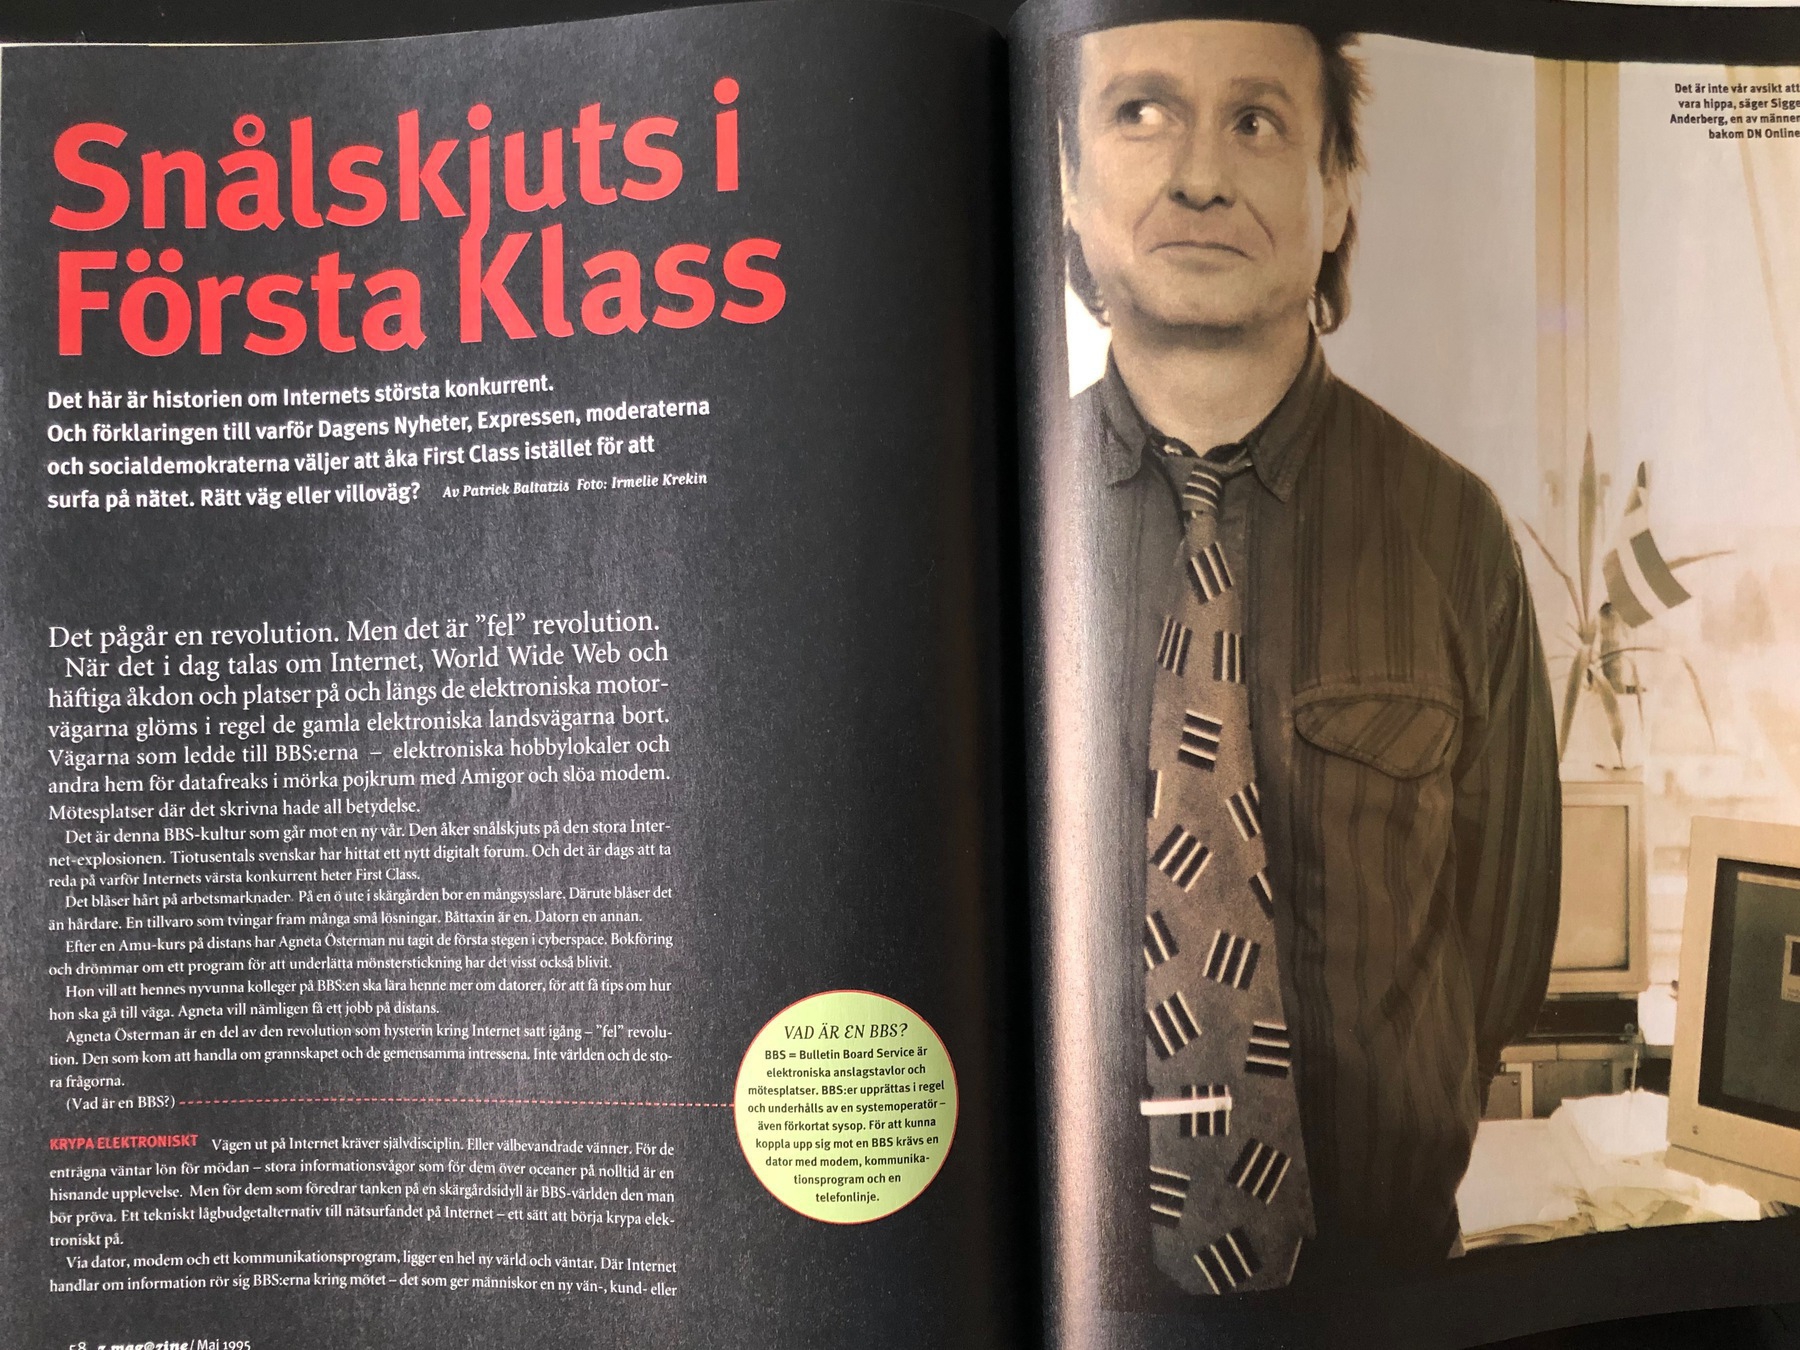 Snålskjuts i
Första Klass
Det här är historien om Internets största konkurrent.
Och förklaringen till varför Dagens Nyheter, Expressen, moderaterna
och socialdemokraterna väljer att åka First Class istället för att
surfa på nätet. Rätt väg eller villoväg? Av Patrick Baltatzis Foto: Irmelie Krekin
Det pågår en revolution. Men det är ”fel” revolution.
När det i dag talas om Internet, World Wide Web och
häftiga åkdon och platser på och längs de elektroniska motor-
vägarna glöms i regel de gamla elektroniska landsvägarna bort.
Vägarna som ledde till BBS:erna – elektroniska hobbylokaler och
andra hem för datafreaks i mörka pojkrum med Amigor och slöa modem.
Mötesplatser där det skrivna hade all betydelse.
Det är denna BBS-kultur som går mot en ny vår. Den åker snålskjuts på den stora Inter-
net-explosionen. Tiotusentals svenskar har hittat ett nytt digitalt forum. Och det är dags att ta
reda på varför Internets värsta konkurrent heter First Class.
Det blåser hårt på arbetsmarknader. På en ö ute i skärgården bor en mångsysslare. Därute blåser det
än hårdare. En tillvaro som tvingar fram många små lösningar. Båttaxin är en. Datorn en annan.
Efter en Amu-kurs på distans har Agneta Österman nu tagit de första stegen i cyberspace. Bokföring
och drömmar om ett program för att underlätta mönsterstickning har det visst också blivit.
Hon vill att hennes nyvunna kolleger på BBS:en ska lära henne mer om datorer, för att få tips om hur
hon ska gå till väga. Agneta vill nämligen få ett jobb på distans.
Agneta Österman är en del av den revolution som hysterin kring Internet satt igång – ”fel” revolu-
tion. Den som kom att handla om grannskapet och de gemensamma intressena. Inte världen och de sto-
ra frågorna.
(Vad är en BBS?)
KRYPA ELEKTRONISKT Vägen ut på Internet kräver självdisciplin. Eller välbevandrade vänner. För de
enträgna väntar lön för mödan – stora informationsvågor som för dem över oceaner på nolltid är en
hisnande upplevelse. Men för dem som föredrar tanken på en skärgårdsidyll är BBS-världen den man
bör pröva. Ett tekniskt lågbudgetalternativ till nätsurfandet på Internet – ett sätt att börja krypa elek-
troniskt på.
Via dator, modem och ett kommunikationsprogram, ligger en hel ny värld och väntar. Där Internet
handlar om information rör sig BBS:erna kring mötet – det som ger människor en ny vän-, kund- eller
58 z mag@zine / Maj 1995
VAD ÄR EN BBS?
BBS = Bulletin Board Service är
elektroniska anslagstavlor och
mötesplatser. BBS:er upprättas i regel
och underhålls av en systemoperatör –
även förkortat sysop. För att kunna
koppla upp sig mot en BBS krävs en
dator med modem, kommunika-
tionsprogram och en
telefonlinje.
Det är inte vår avsikt att
vara hippa, säger Sigge
Anderberg, en av männen
bakom DN Online